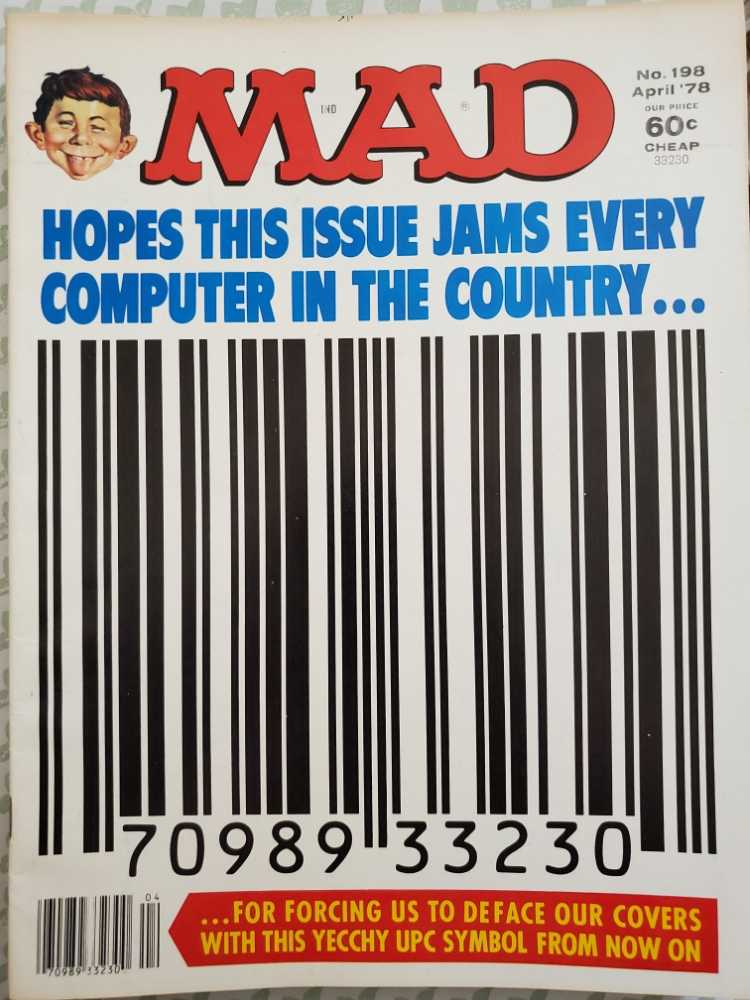 MAD
IND
®
No. 198
April '78
OUR PRICE
60c
CHEAP
33230
HOPES THIS ISSUE JAMS EVERY
COMPUTER IN THE COUNTRY...
70989 33230
04
70989 33230
...FOR FORCING US TO DEFACE OUR COVERS
WITH THIS YECCHY UPC SYMBOL FROM NOW ON